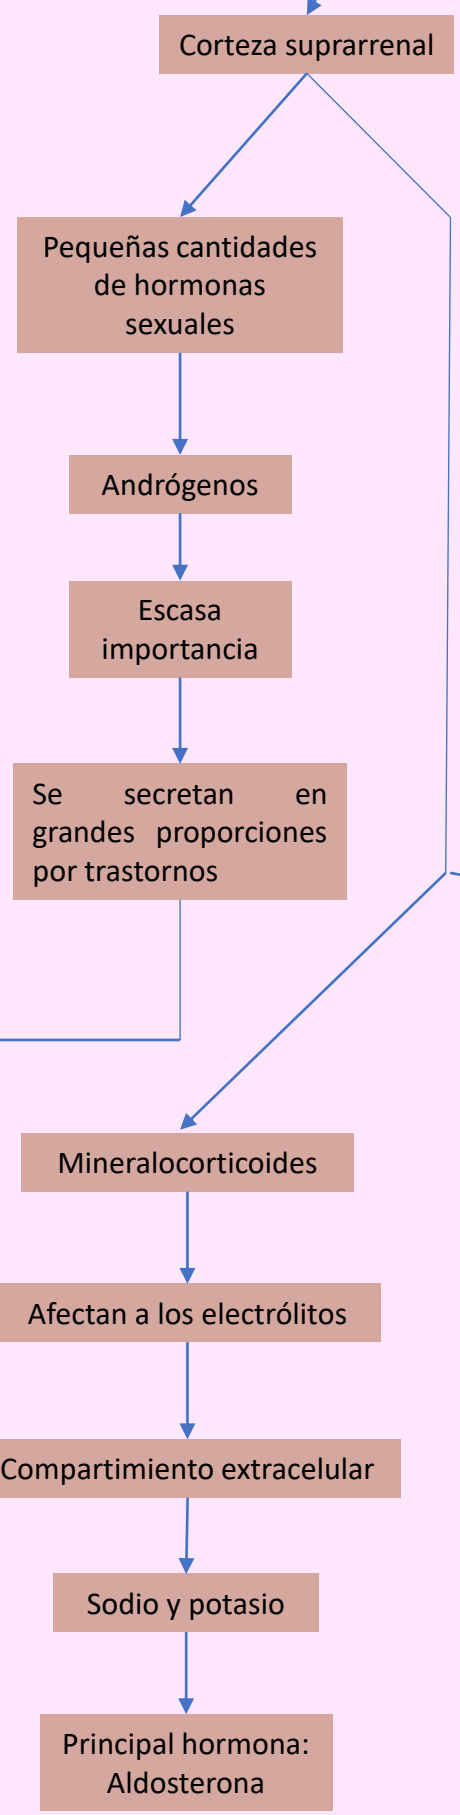 Corteza suprarrenal
Pequeñas cantidades
de hormonas
sexuales
Andrógenos
Escasa
importancia
Se secretan en
grandes proporciones
por trastornos
Mineralocorticoides
Afectan a los electrólitos
Compartimiento extracelular
Sodio y potasio
Principal hormona:
Aldosterona